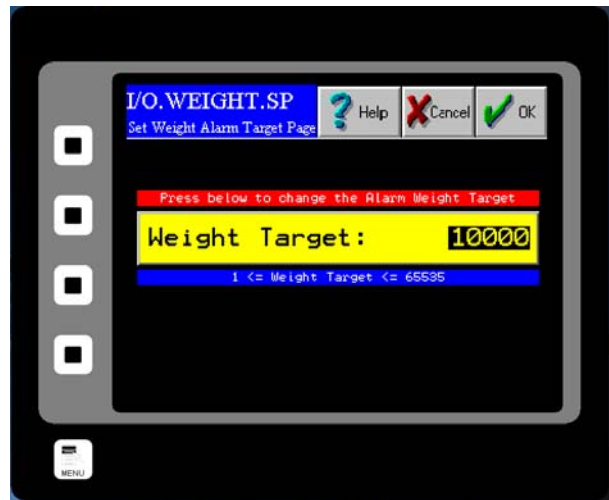 I/O.WEIGHT.SP
Set Weight Alarm Target Page
Help
Cancel
OK
Press below to change the Alarm Weight Target
Weight Target: 10000
1 <= Weight Target <= 65535
MENU